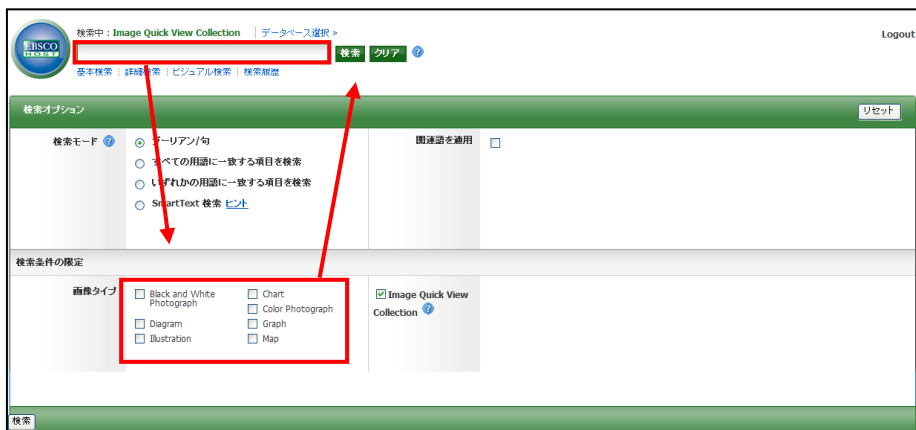 EBSCO
HOST
検索中 : Image Quick View Collection | データベース選択 »
Logout
検索 クリア ?
基本検索 | 詳細検索 | ビジュアル検索 | 検索履歴
検索オプション
リセット
検索モード ?
ブーリアン/句
すべての用語に一致する項目を検索
いずれかの用語に一致する項目を検索
SmartText 検索 ヒント
関連語を適用
検索条件の限定
画像タイプ
Black and White
Photograph
Chart
Color Photograph
Diagram
Graph
Illustration
Map
Image Quick View
Collection ?
検索